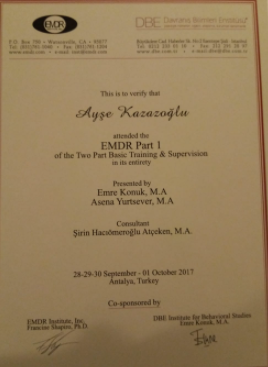 EMDR
DBE Davranış Bilimleri Enstitüsü
This is to verify that
Ayşe Kazazoğlu
attended the
EMDR Part 1
of the Two Part Basic Training & Supervision
in its entirety
Presented by
Emre Konuk, M.A
Asena Yurtsever, M.A
Consultant
Şirin Hacıömeroğlu Atçeken, M.A.
28-29-30 September - 01 October 2017
Antalya, Turkey
Co-sponsored by
EMDR Institute, Inc.
Francine Shapiro, Ph.D.
DBE Institute for Behavioral Studies
Emre Konuk, M.A